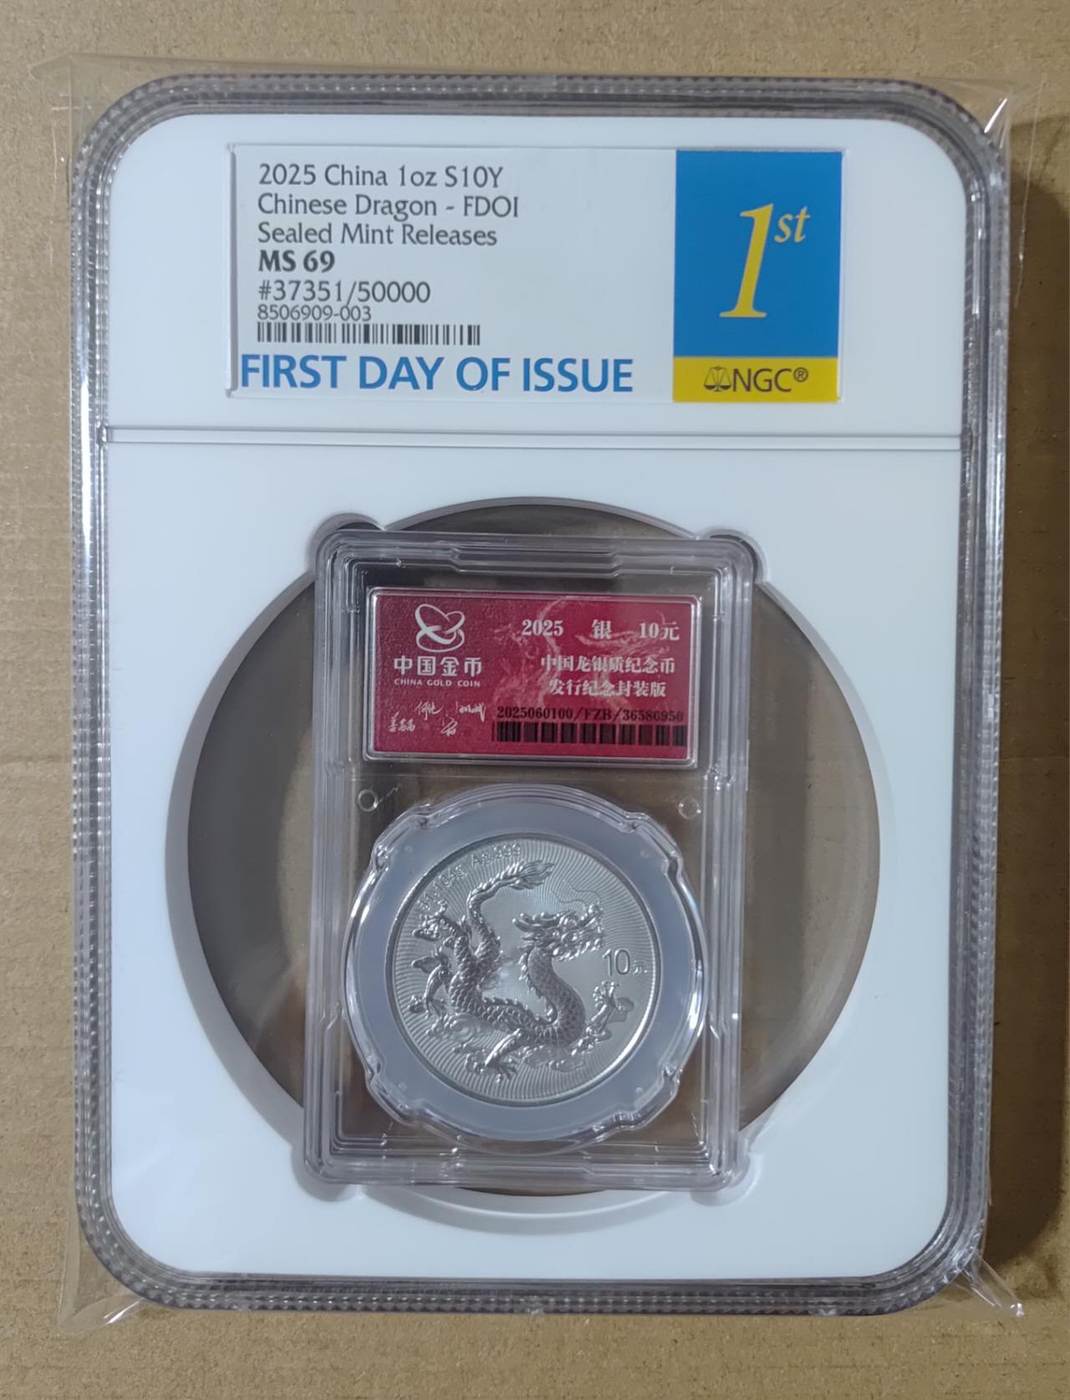 2025 China 1oz S10Y
Chinese Dragon - FDOI
Sealed Mint Releases
MS 69
#37351/50000
8506909-003
FIRST DAY OF ISSUE
1st
NGC®
中国金币
CHINA GOLD COIN
2025 银 10元
中国龙银质纪念币
发行纪念封装版
2025060100/FZB/36586950
10元